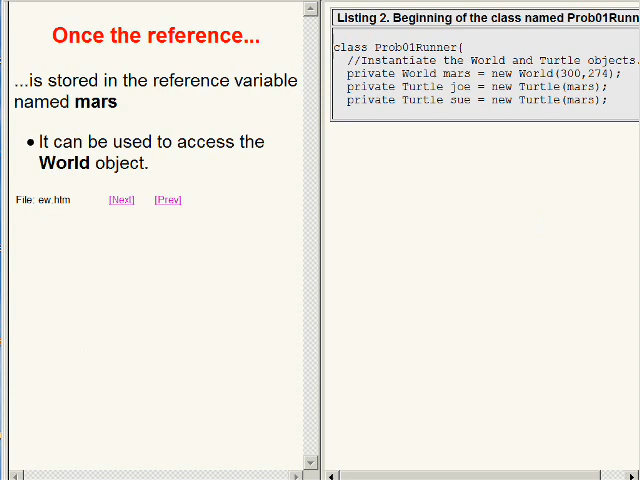 Once the reference...
...is stored in the reference variable
named mars
It can be used to access the
World object.
File: ew.htm [Next] [Prev]
Listing 2. Beginning of the class named Prob01Runn
class Prob01Runner{
//Instantiate the World and Turtle objects.
private World mars = new World(300,274);
private Turtle joe = new Turtle(mars);
private Turtle sue = new Turtle(mars);